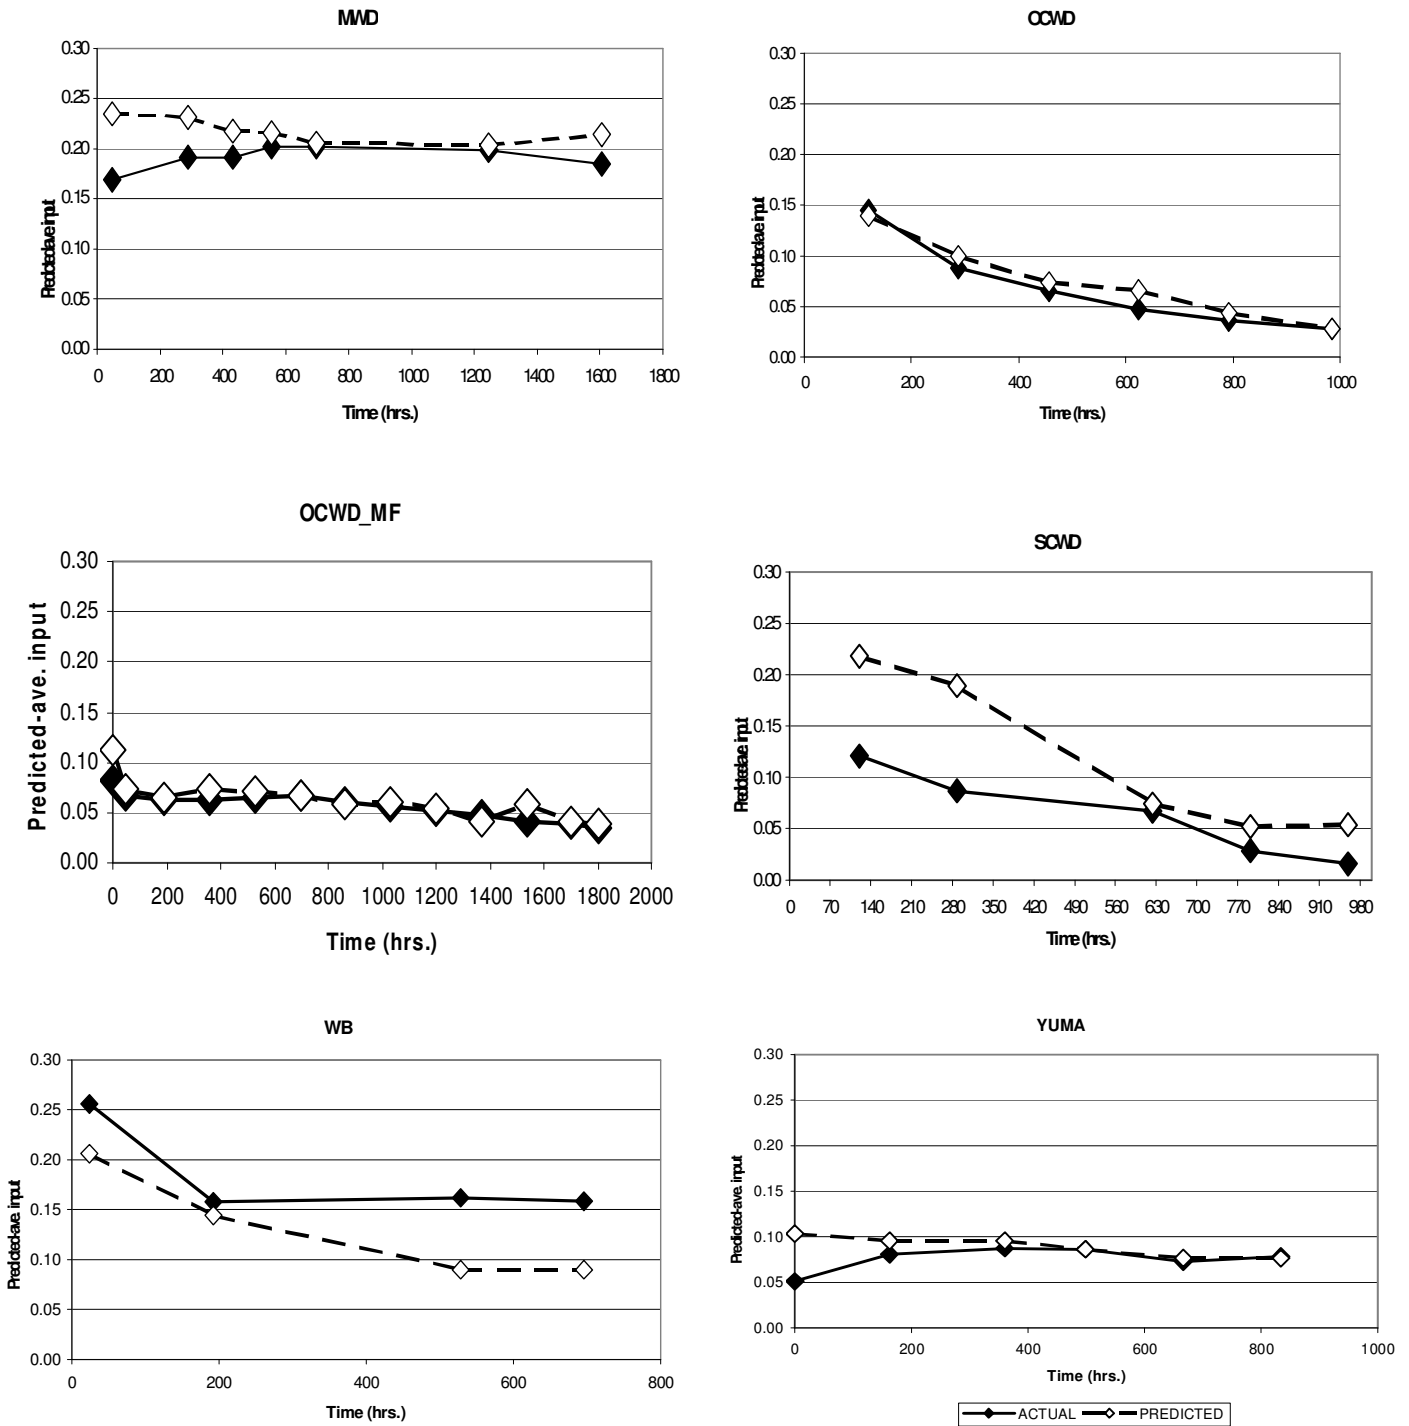 MWD
0.30
0.25
0.20
0.15
0.10
0.05
0.00
Predicted-ave. input
0 200 400 600 800 1000 1200 1400 1600 1800
Time (hrs.)
OCWD
0.30
0.25
0.20
0.15
0.10
0.05
0.00
Predicted-ave. input
0 200 400 600 800 1000
Time (hrs.)
OCWD_MF
0.30
0.25
0.20
0.15
0.10
0.05
0.00
Predicted-ave. input
0 200 400 600 800 1000 1200 1400 1600 1800 2000
Time (hrs.)
SCWD
0.30
0.25
0.20
0.15
0.10
0.05
0.00
Predicted-ave. input
0 70 140 210 280 350 420 490 560 630 700 770 840 910 980
Time (hrs.)
WB
0.30
0.25
0.20
0.15
0.10
0.05
0.00
Predicted-ave. input
0 200 400 600 800
Time (hrs.)
YUMA
0.30
0.25
0.20
0.15
0.10
0.05
0.00
Predicted-ave. input
0 200 400 600 800 1000
Time (hrs.)
ACTUAL PREDICTED